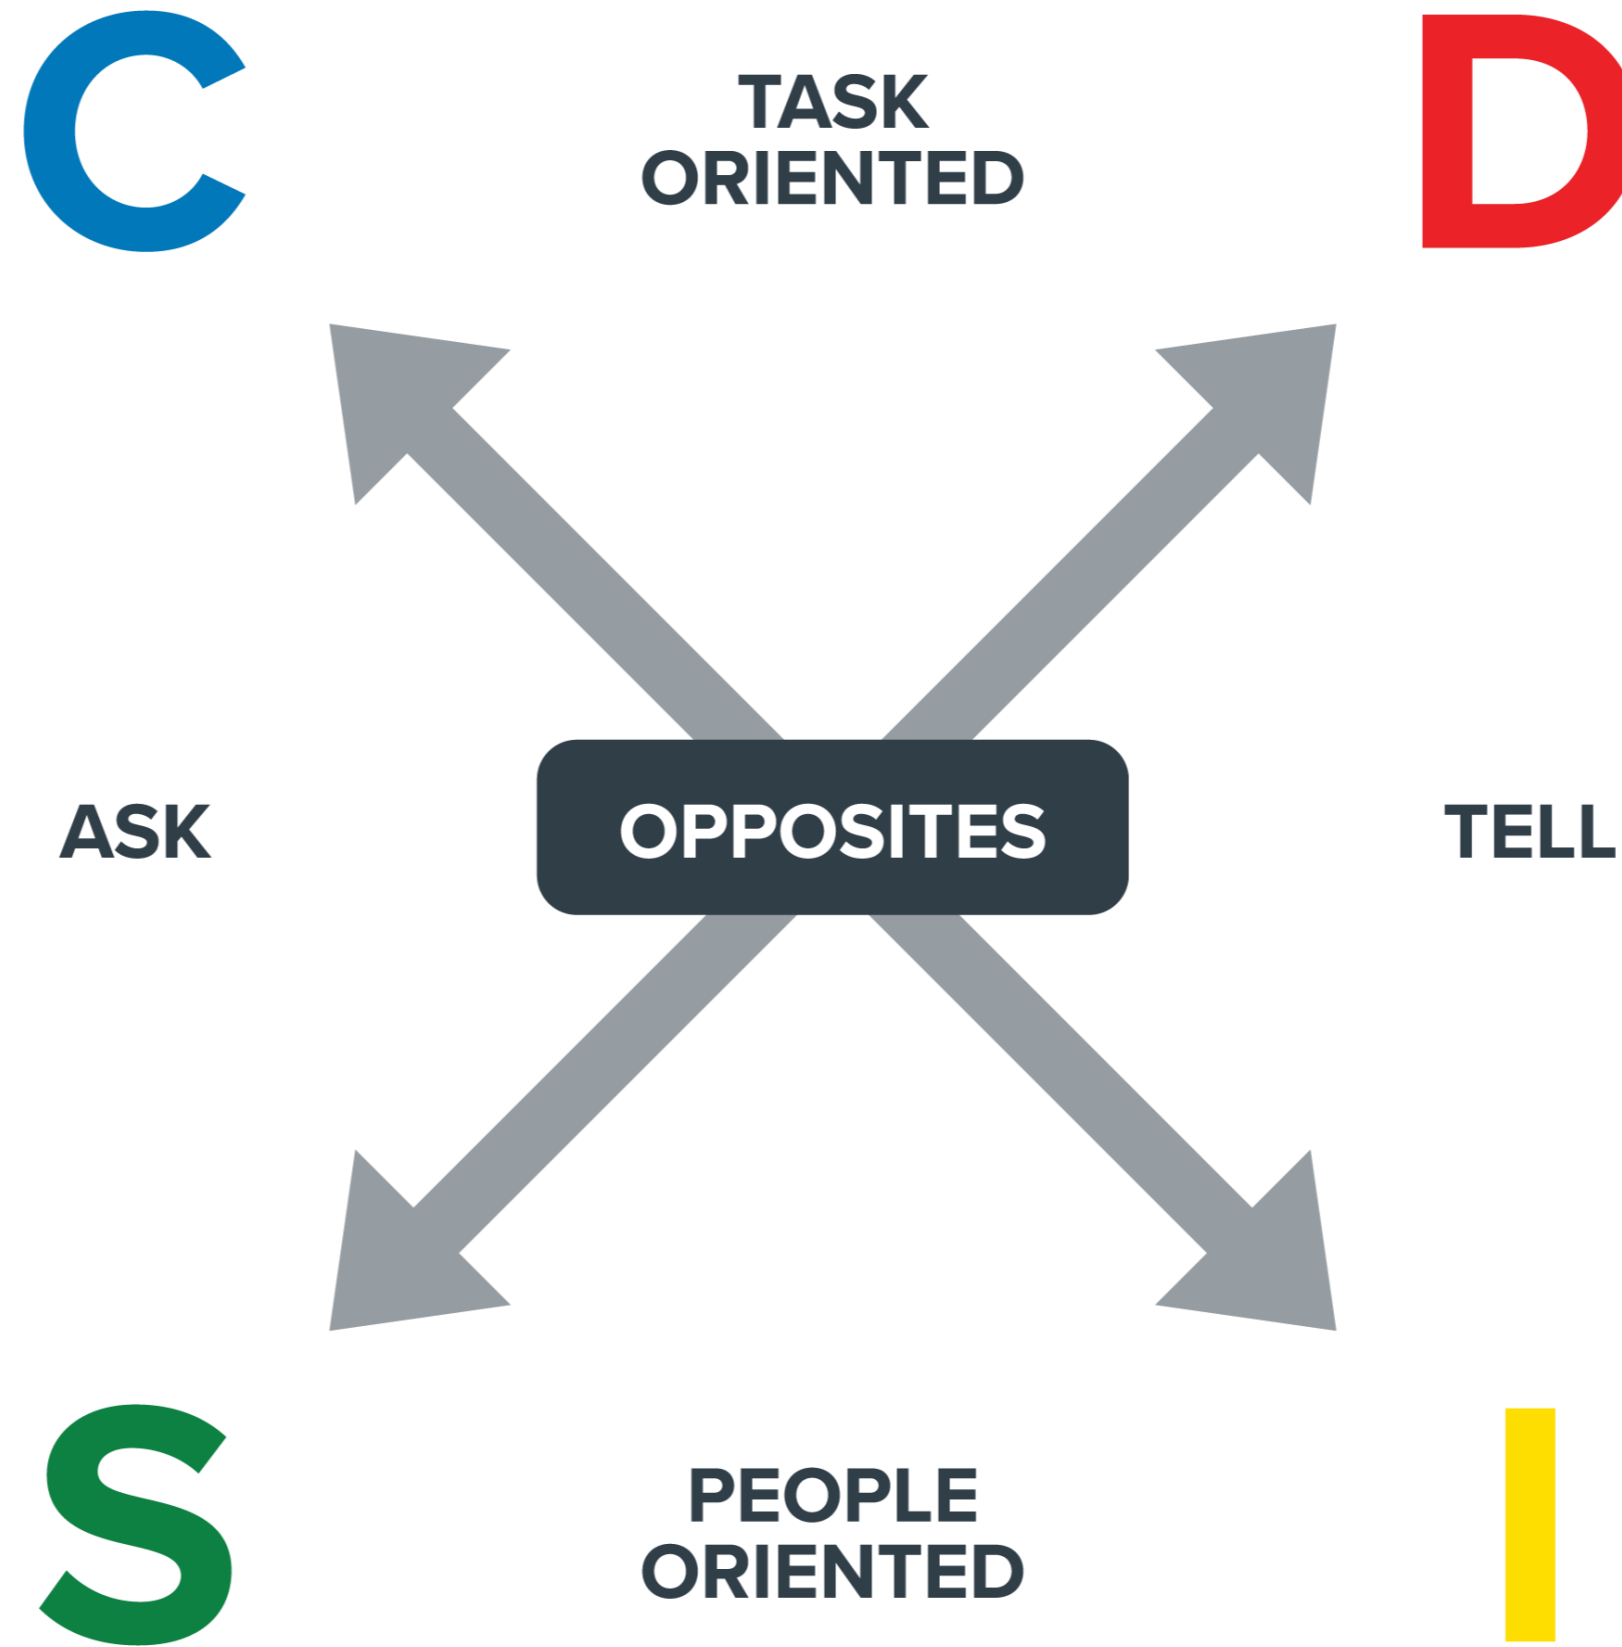 C
TASK
ORIENTED
D
ASK
OPPOSITES
TELL
S
PEOPLE
ORIENTED
I